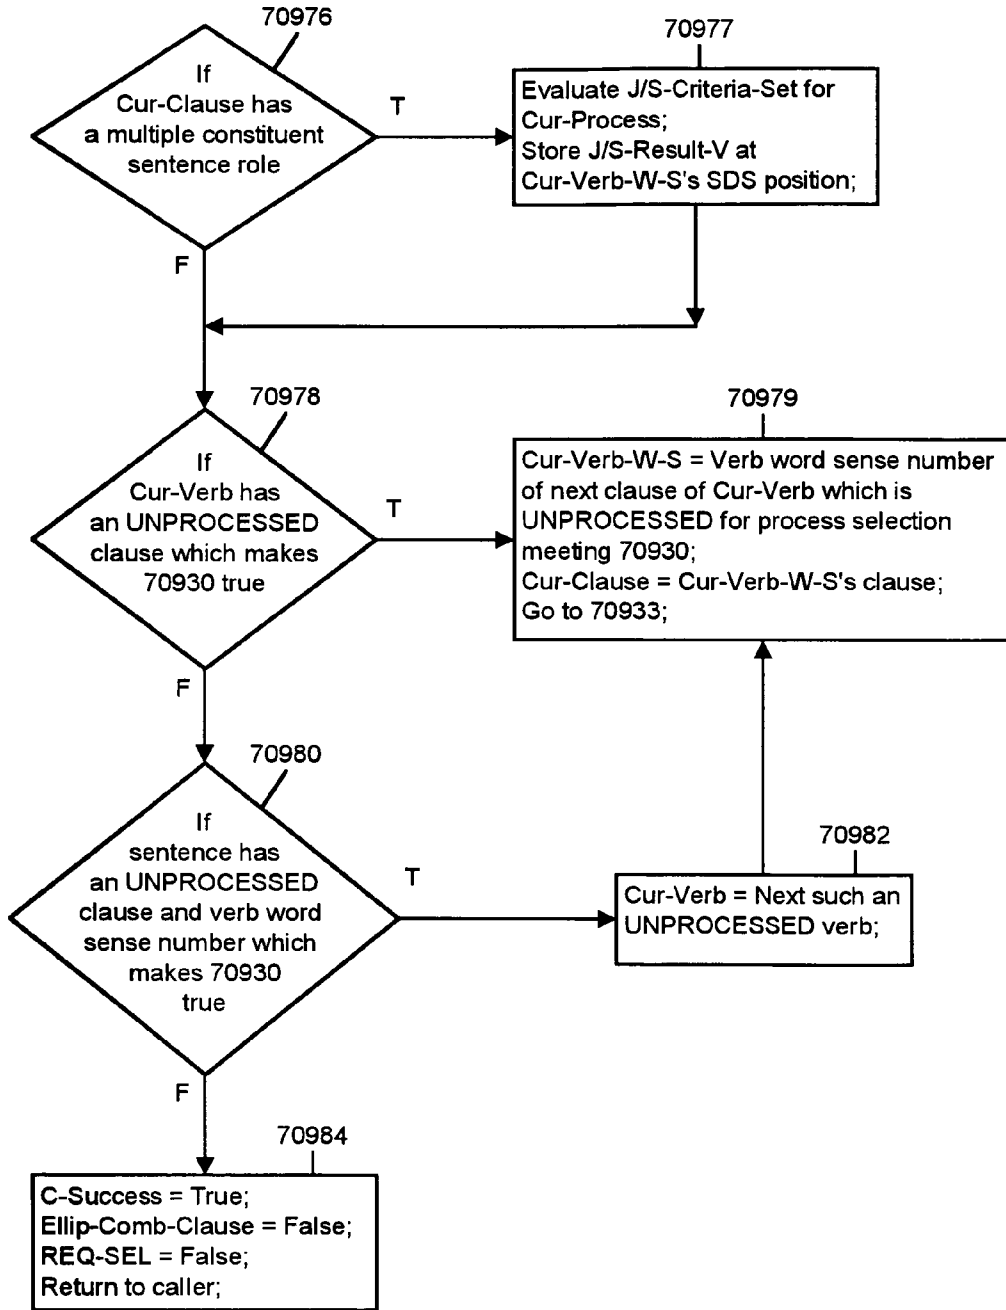 70976
If
Cur-Clause has
a multiple constituent
sentence role
T
F
70977
Evaluate J/S-Criteria-Set for
Cur-Process;
Store J/S-Result-V at
Cur-Verb-W-S's SDS position;
70978
If
Cur-Verb has
an UNPROCESSED
clause which makes
70930 true
T
F
70979
Cur-Verb-W-S = Verb word sense number
of next clause of Cur-Verb which is
UNPROCESSED for process selection
meeting 70930;
Cur-Clause = Cur-Verb-W-S's clause;
Go to 70933;
70980
If
sentence has
an UNPROCESSED
clause and verb word
sense number which
makes 70930
true
T
F
70982
Cur-Verb = Next such an
UNPROCESSED verb;
70984
C-Success = True;
Ellip-Comb-Clause = False;
REQ-SEL = False;
Return to caller;